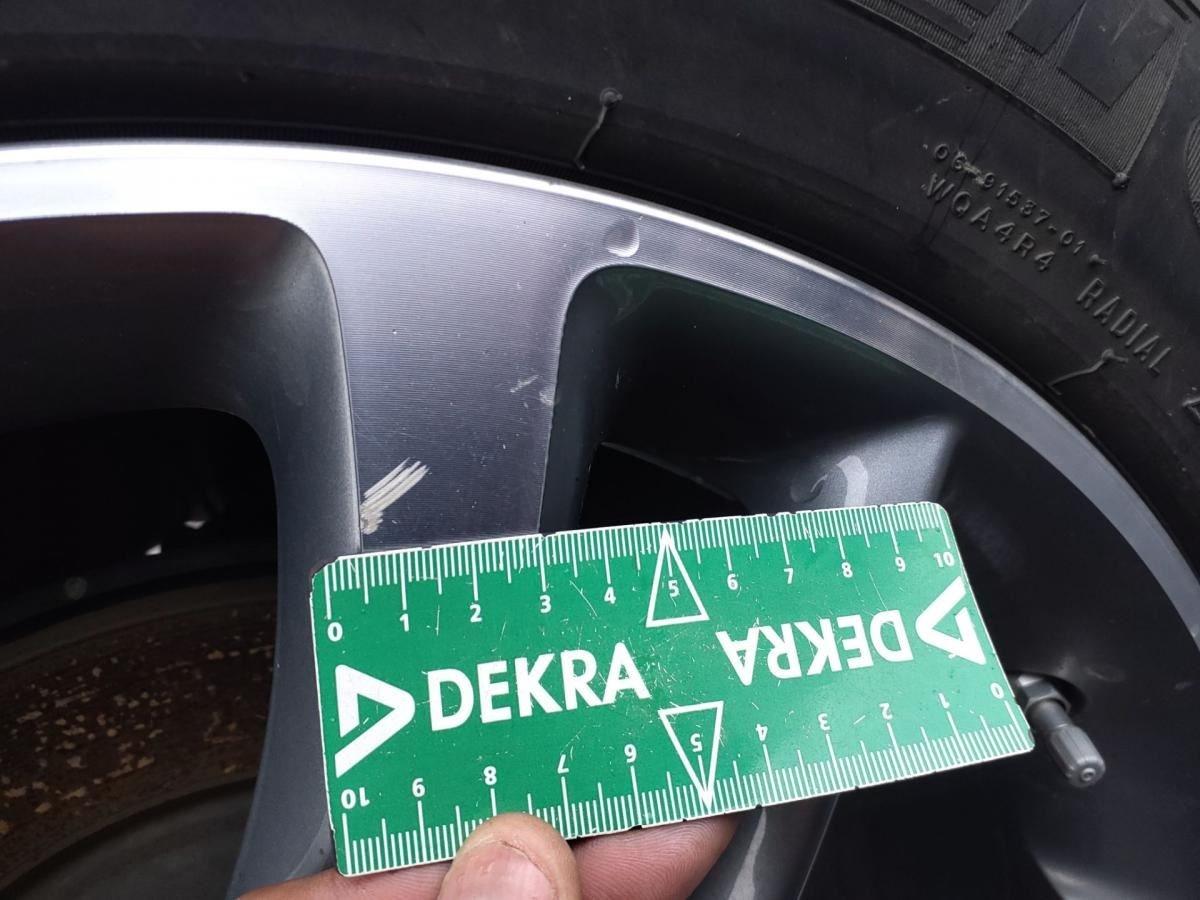 06-91537-01
WQA4R4
RADIAL
0 1 2 3 4 5 6 7 8 9 10
DEKRA
DEKRA
10 9 8 7 6 5 4 3 2 1 0